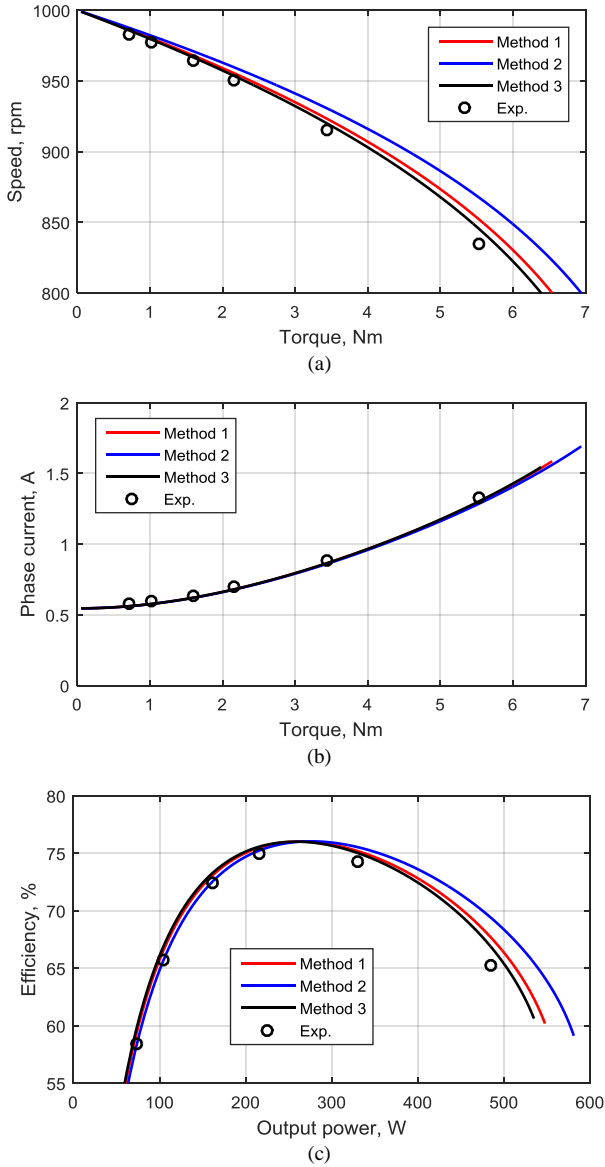 1000
950
900
850
800
Speed, rpm
Method 1
Method 2
Method 3
Exp.
0 1 2 3 4 5 6 7
Torque, Nm
(a)
2
1.5
1
0.5
0
Phase current, A
Method 1
Method 2
Method 3
Exp.
0 1 2 3 4 5 6 7
Torque, Nm
(b)
80
75
70
65
60
55
Efficiency, %
Method 1
Method 2
Method 3
Exp.
0 100 200 300 400 500 600
Output power, W
(c)